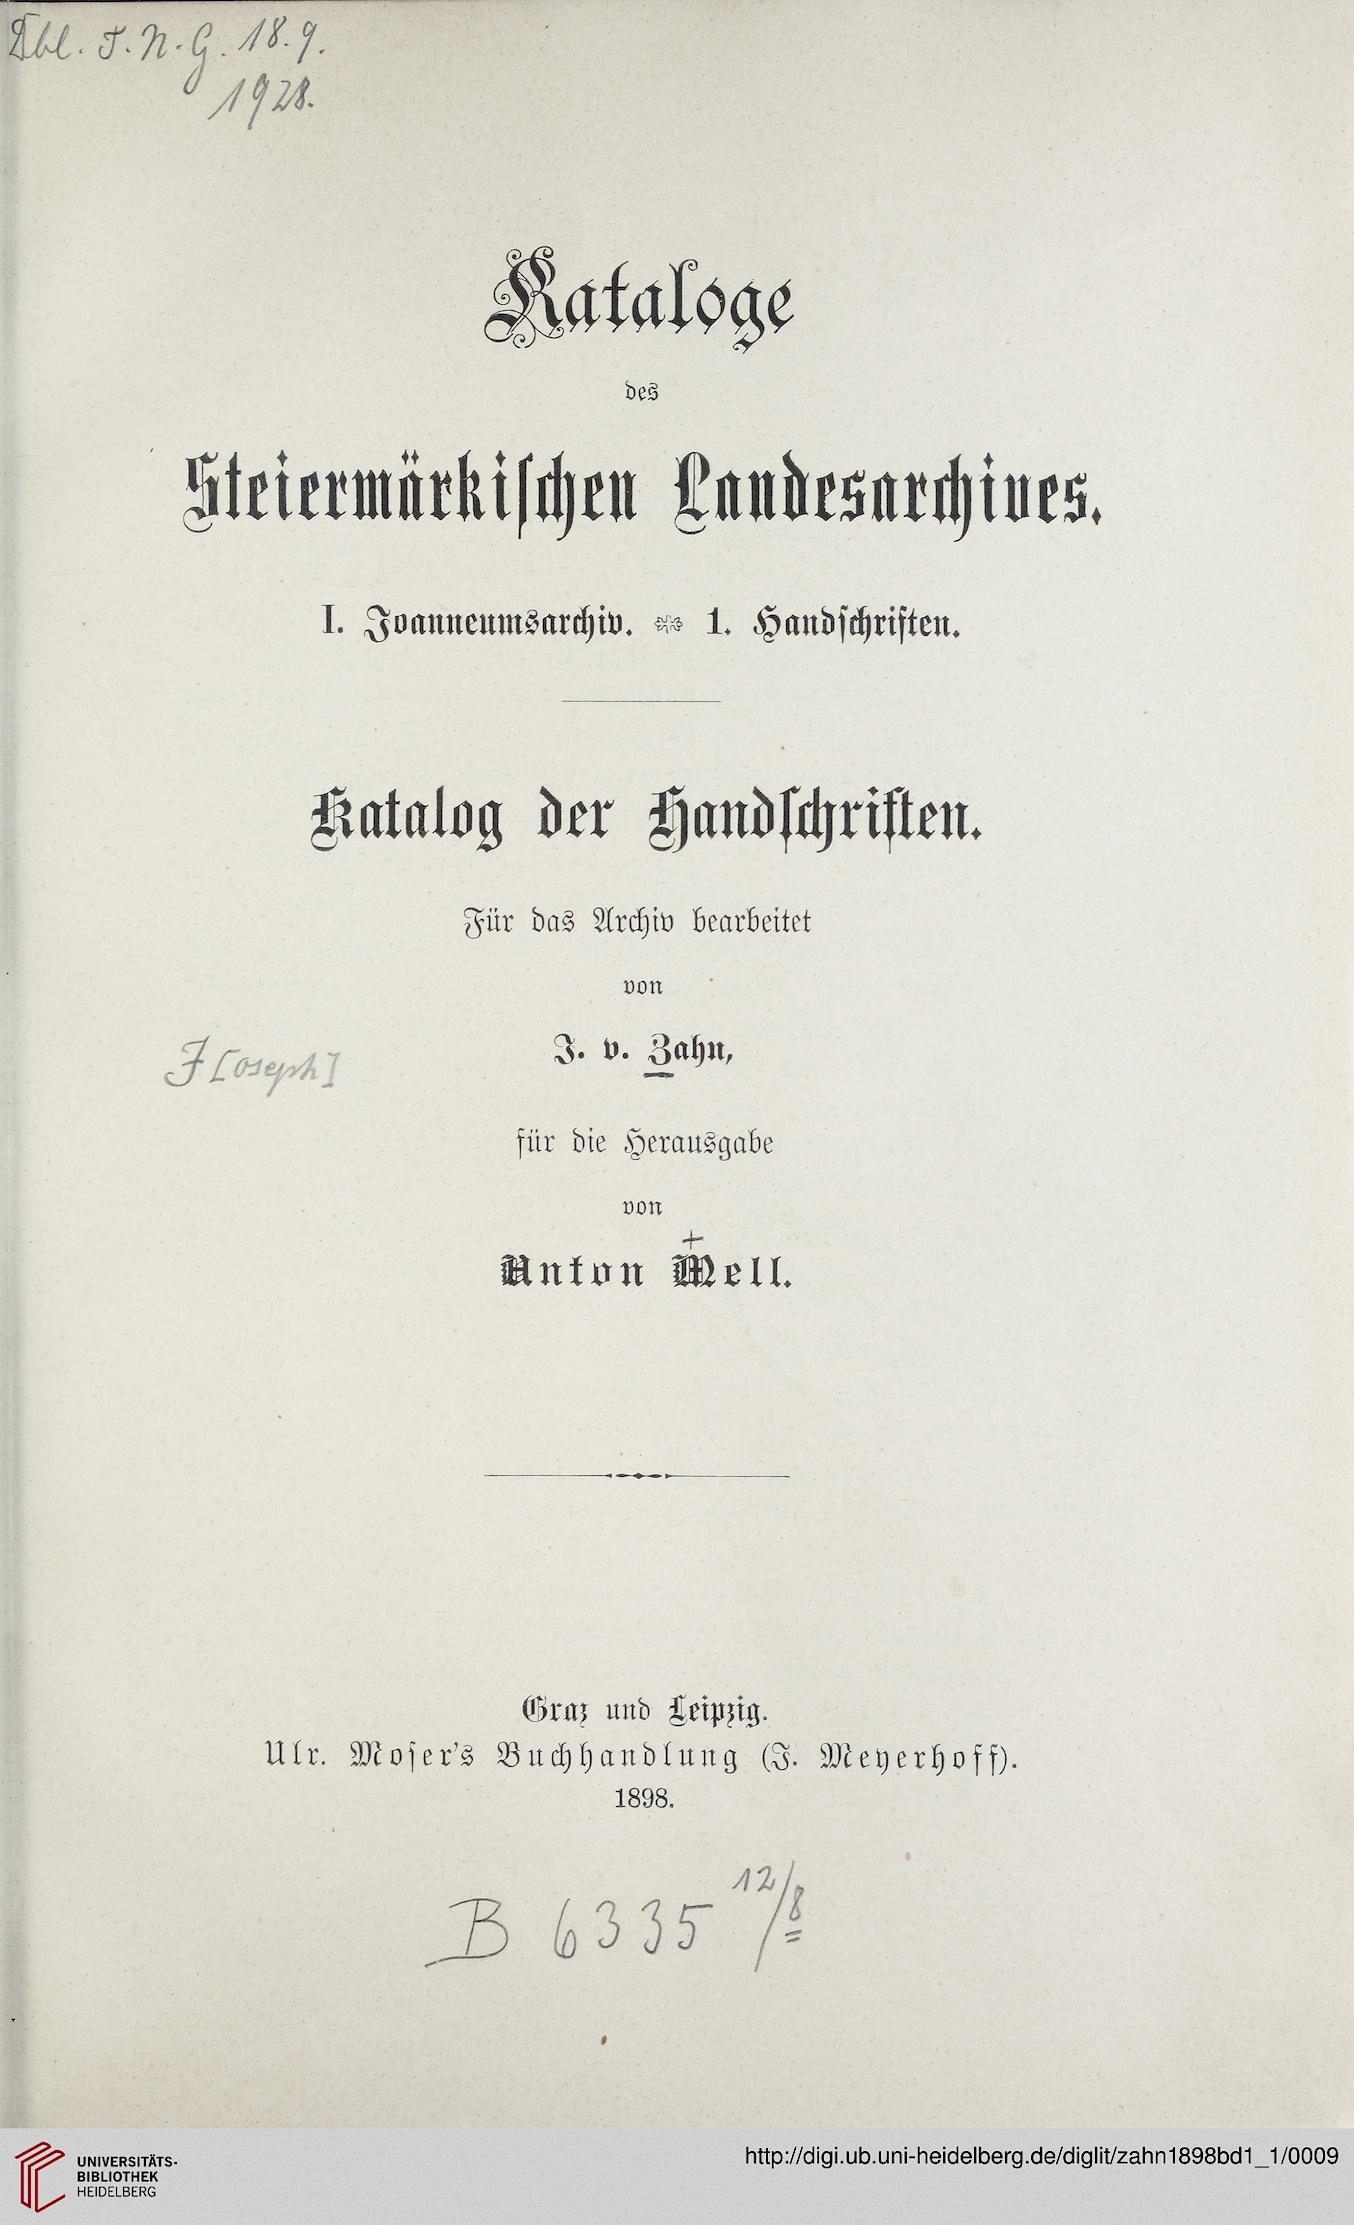 Dbl. T. N. G. 18. 9.
1928.
Kataloge
des
Steiermärkiſchen Landesarchives.
I. Joanneumsarchiv. 1. Handſchriften.
Katalog der Handſchriften.
Für das Archiv bearbeitet
von
J. v. Zahn,
J[oseph]
für die Herausgabe
von
+
Anton Mell.
Graz und Leipzig.
Ulr. Moſer's Buchhandlung (J. Meyerhoff).
1898.
B 6335 12/8
UNIVERSITÄTS-
BIBLIOTHEK
HEIDELBERG
http://digi.ub.uni-heidelberg.de/diglit/zahn1898bd1_1/0009